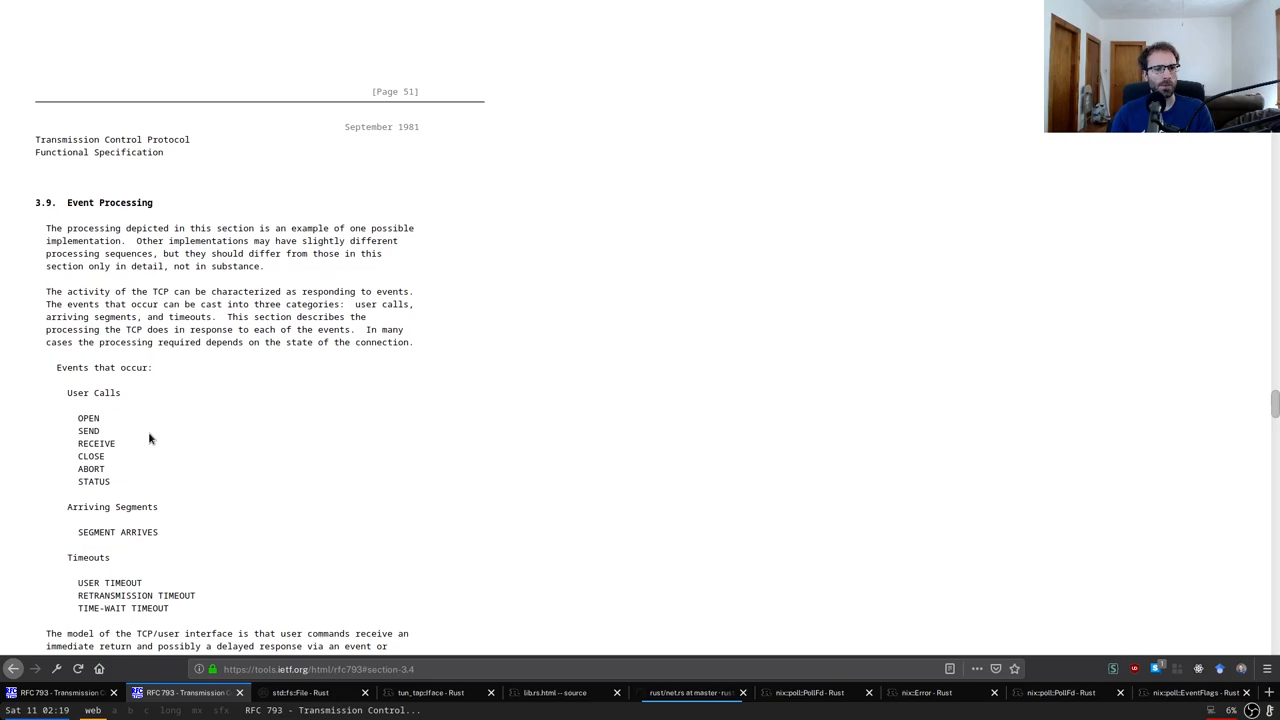 [Page 51]
September 1981
Transmission Control Protocol
Functional Specification
3.9.  Event Processing
The processing depicted in this section is an example of one possible
implementation.  Other implementations may have slightly different
processing sequences, but they should differ from those in this
section only in detail, not in substance.
The activity of the TCP can be characterized as responding to events.
The events that occur can be cast into three categories:  user calls,
arriving segments, and timeouts.  This section describes the
processing the TCP does in response to each of the events.  In many
cases the processing required depends on the state of the connection.
Events that occur:
User Calls
OPEN
SEND
RECEIVE
CLOSE
ABORT
STATUS
Arriving Segments
SEGMENT ARRIVES
Timeouts
USER TIMEOUT
RETRANSMISSION TIMEOUT
TIME-WAIT TIMEOUT
The model of the TCP/user interface is that user commands receive an
immediate return and possibly a delayed response via an event or
https://tools.ietf.org/html/rfc793#section-3.4
RFC 793 - Transmission Co RFC 793 - Transmission C std::fs::File - Rust tun_tap::Iface - Rust lib.rs.html -- source rust/net.rs at master · rus nix::poll::PollFd - Rust nix::Error - Rust nix::poll::PollFd - Rust nix::poll::EventFlags - Rust
Sat 11 02:19 web a b c long mx sfx RFC 793 - Transmission Control... 6%